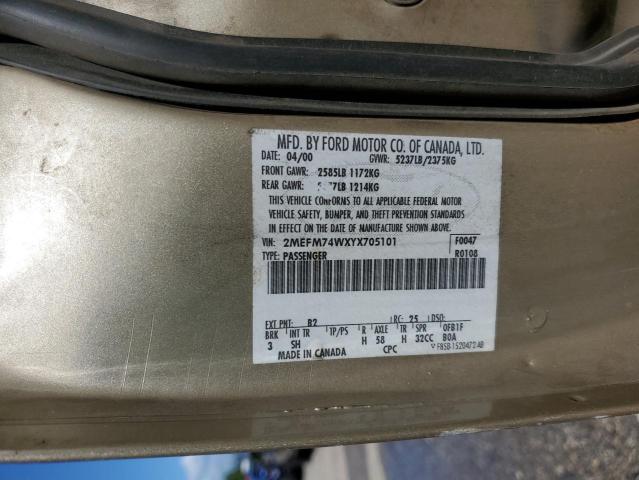 MFD. BY FORD MOTOR CO. OF CANADA, LTD.
DATE: 04/00 GVWR: 5237LB/2375KG
FRONT GAWR: 2585LB 1172KG
REAR GAWR: 1214KG
THIS VEHICLE CONFORMS TO ALL APPLICABLE FEDERAL MOTOR
VEHICLE SAFETY, BUMPER, AND THEFT PREVENTION STANDARDS
IN EFFECT ON THE DATE OF MANUFACTURE SHOWN ABOVE.
VIN: 2MEFM74WXYX705101 F0047
TYPE: PASSENGER R0108
EXT PNT: B2 RC: 25 DSO:
BRK INT TR TP/PS R AXLE TR SPR 0FB1F
3 SH H 58 H 32CC B0A
MADE IN CANADA CPC